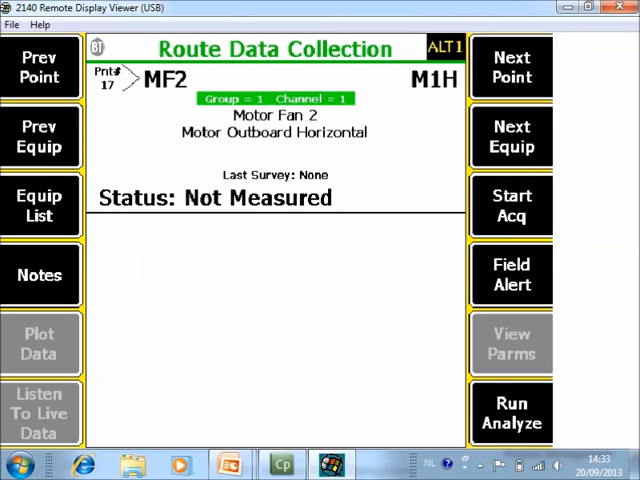 2140 Remote Display Viewer (USB)
File Help
Prev Point
Prev Equip
Equip List
Notes
Plot Data
Listen To Live Data
BT
Route Data Collection
ALT1
Pnt# 17
MF2
M1H
Group = 1 Channel = 1
Motor Fan 2
Motor Outboard Horizontal
Last Survey: None
Status: Not Measured
Next Point
Next Equip
Start Acq
Field Alert
View Parms
Run Analyze
Cp
NL
14:33
20/09/2013